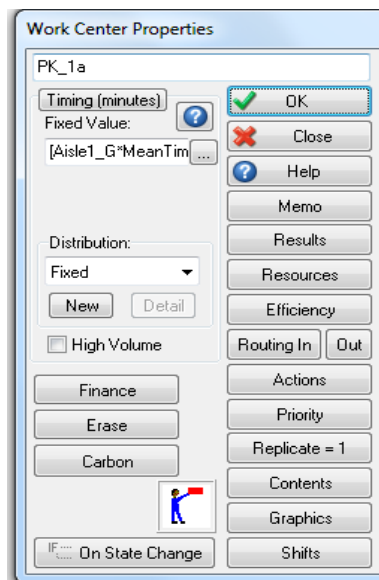 Work Center Properties
PK_1a
Timing (minutes)
Fixed Value:
[Aisle1_G*MeanTim ...
Distribution:
Fixed
New Detail
High Volume
Finance
Erase
Carbon
IF On State Change
OK
Close
Help
Memo
Results
Resources
Efficiency
Routing In Out
Actions
Priority
Replicate = 1
Contents
Graphics
Shifts